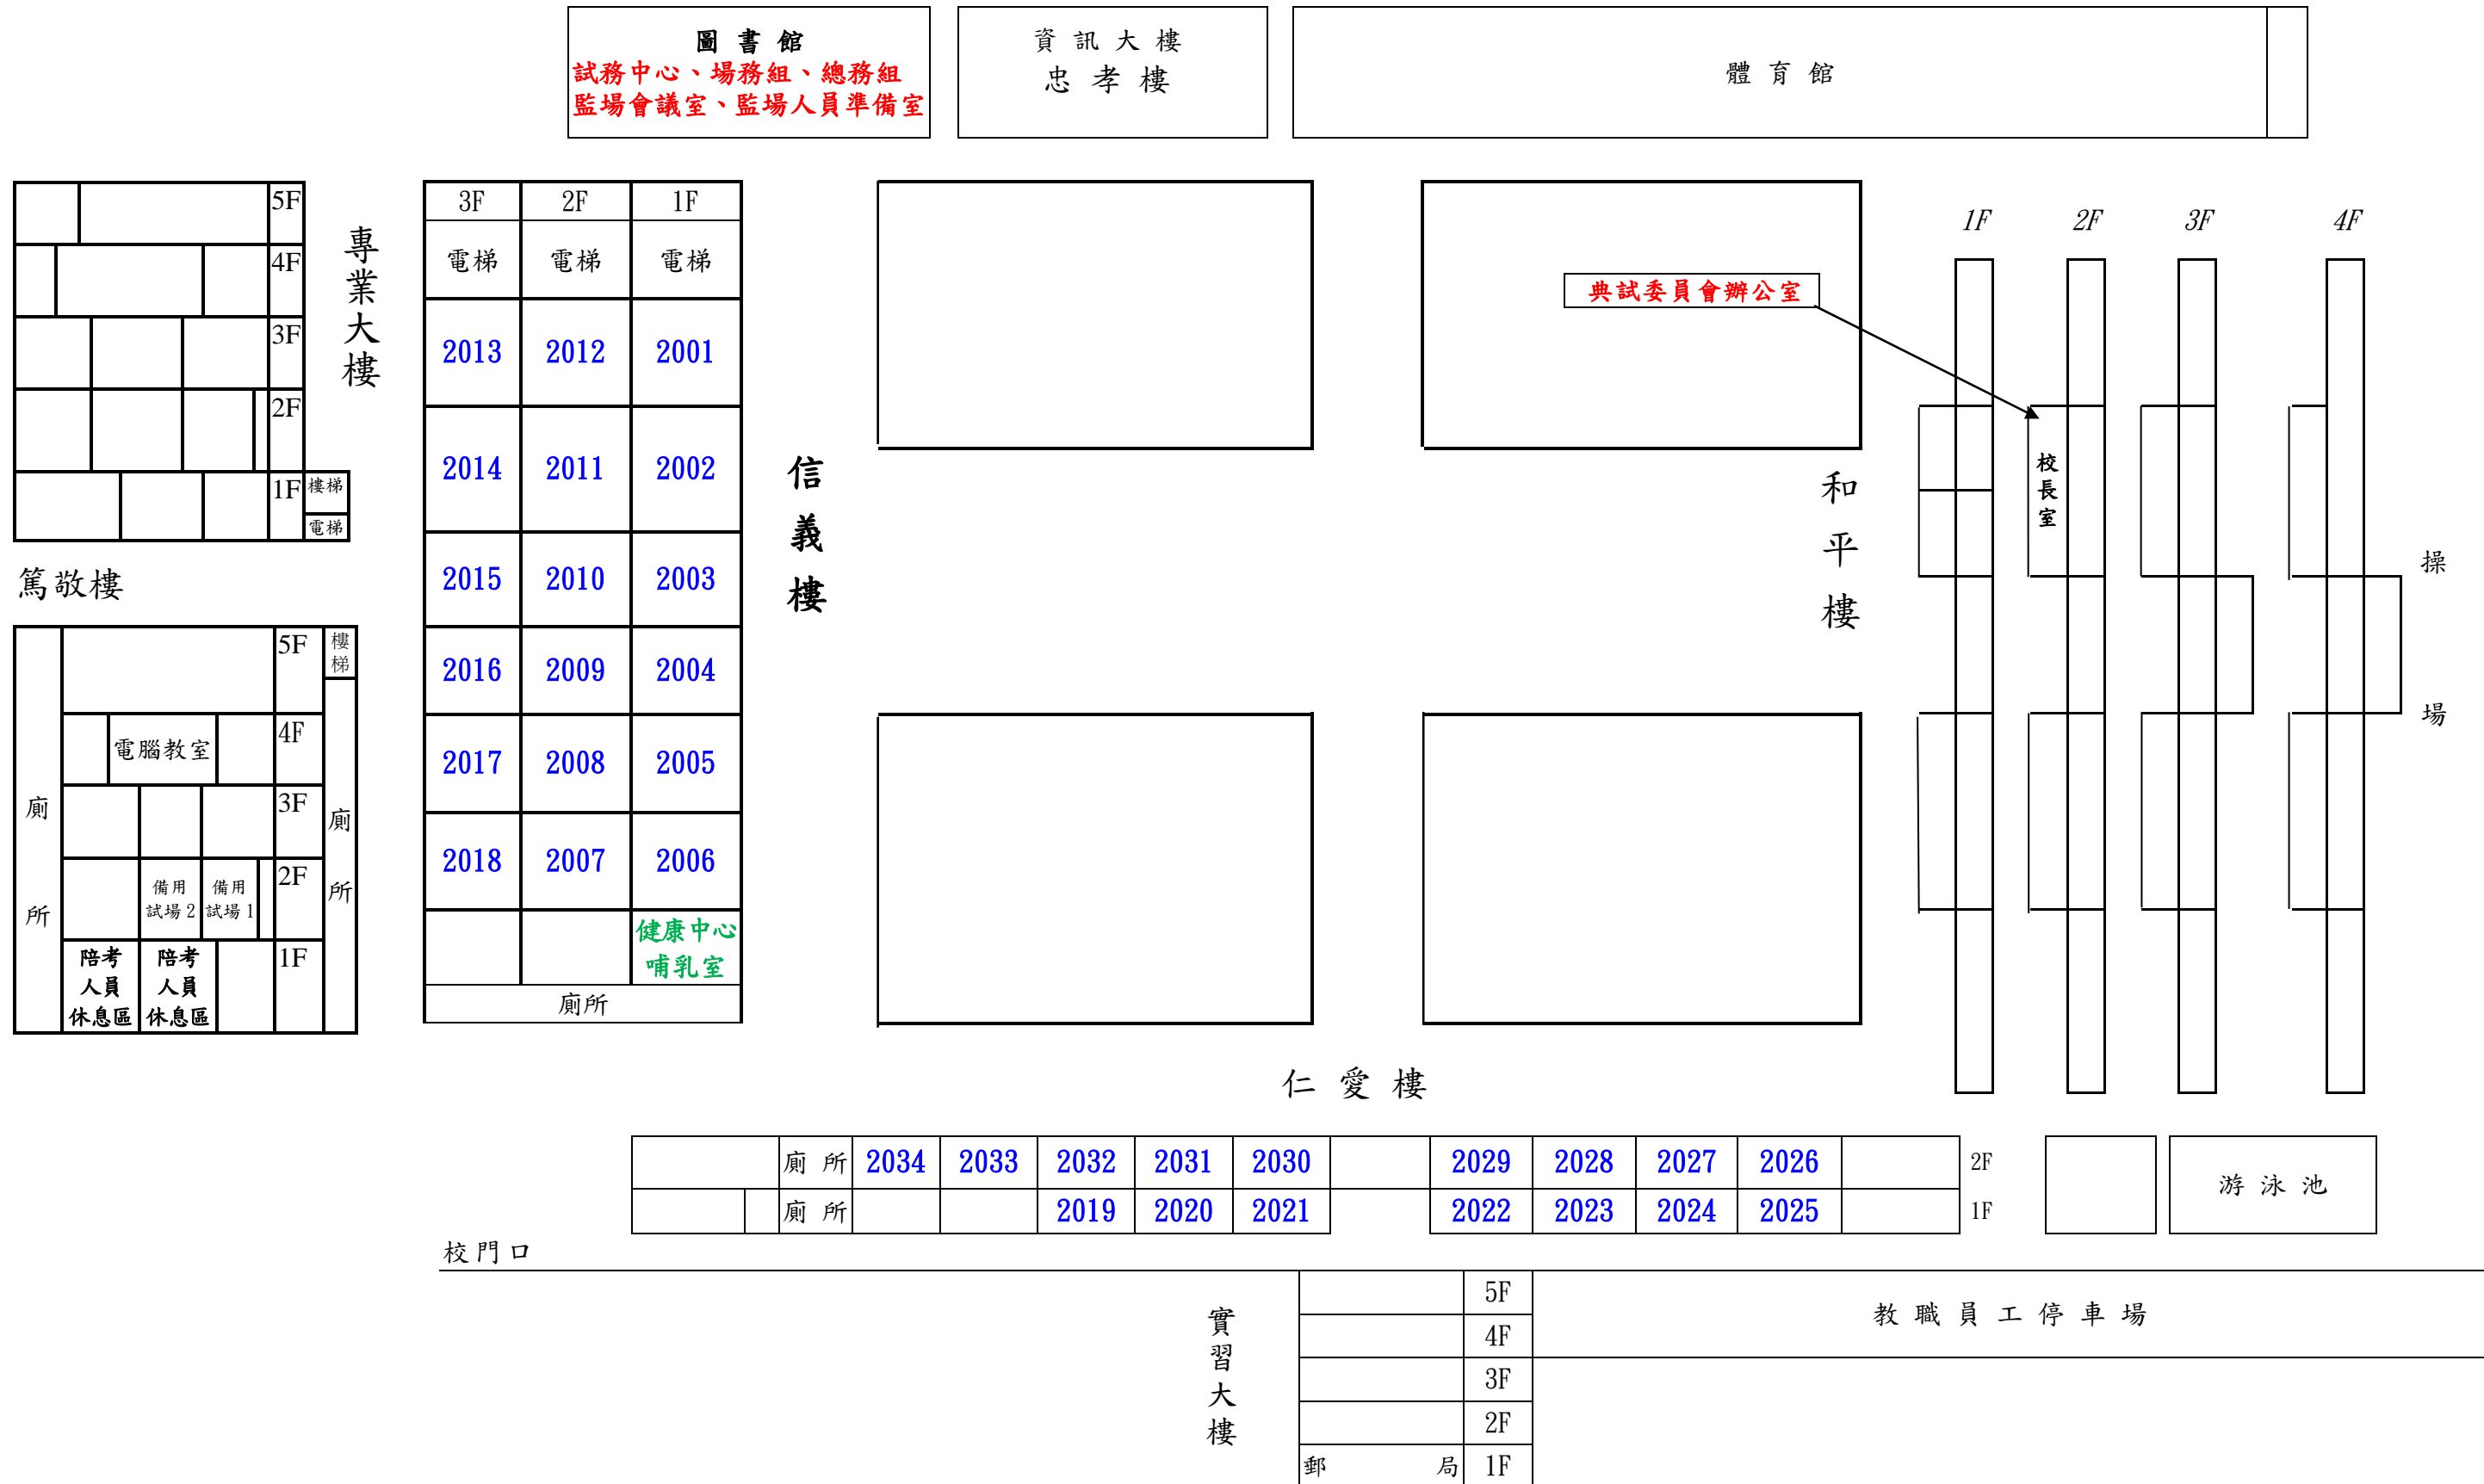 圖書館
試務中心、場務組、總務組
監場會議室、監場人員準備室
資訊大樓
忠孝樓
體育館
5F
4F
3F
2F
1F
樓梯
電梯
專業大樓
篤敬樓
5F
樓梯
4F
電腦教室
3F
2F
備用
試場2
備用
試場1
1F
陪考
人員
休息區
陪考
人員
休息區
廁所
廁所
3F 2F 1F
電梯 電梯 電梯
2013 2012 2001
2014 2011 2002
2015 2010 2003
2016 2009 2004
2017 2008 2005
2018 2007 2006
健康中心
哺乳室
廁所
信義樓
典試委員會辦公室
和平樓
1F 2F 3F 4F
校長室
操場
仁愛樓
廁所 2034 2033 2032 2031 2030 2029 2028 2027 2026 2F
廁所 2019 2020 2021 2022 2023 2024 2025 1F
游泳池
校門口
實習大樓
5F
4F
3F
2F
郵局 1F
教職員工停車場